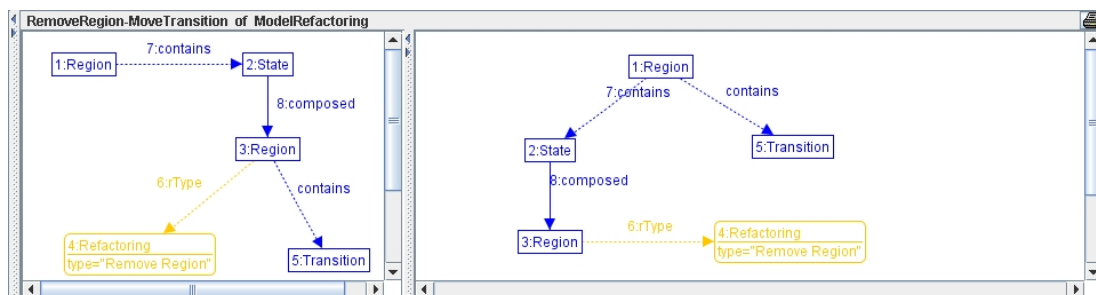 RemoveRegion-MoveTransition of ModelRefactoring
7:contains
1:Region
2:State
8:composed
3:Region
6:rType
contains
4:Refactoring
type="Remove Region"
5:Transition
1:Region
7:contains
contains
2:State
5:Transition
8:composed
6:rType
3:Region
4:Refactoring
type="Remove Region"